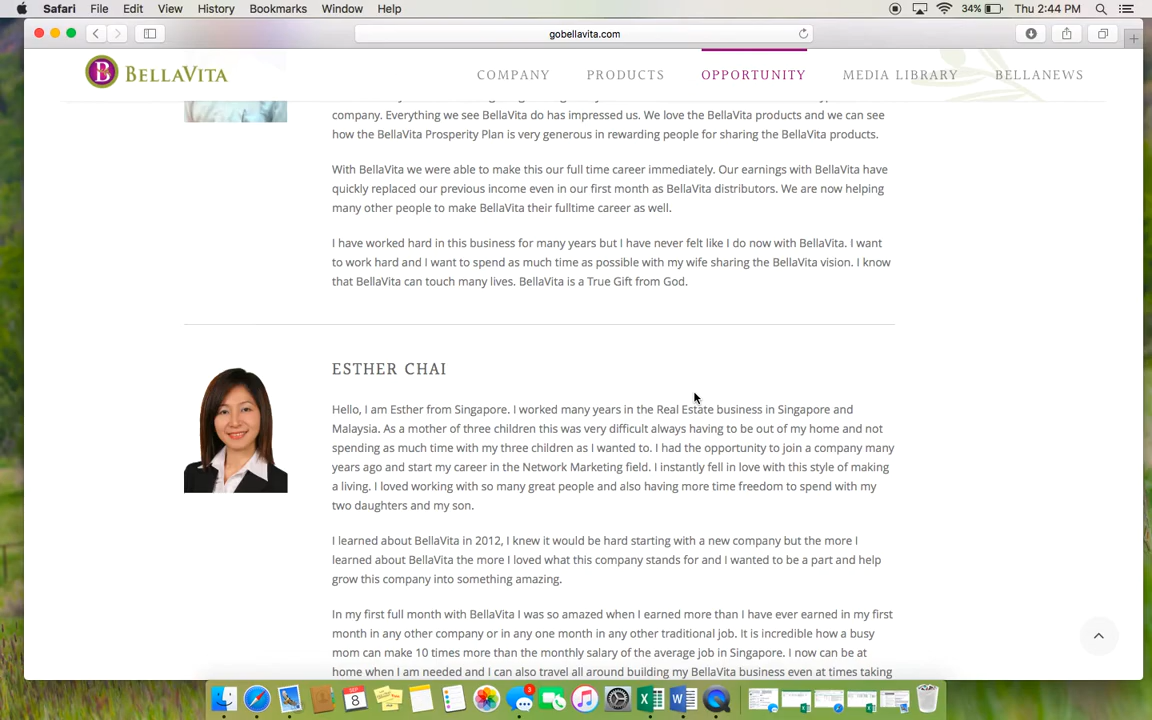 Safari File Edit View History Bookmarks Window Help 34% Thu 2:44 PM
gobellavita.com
B BELLAVITA COMPANY PRODUCTS OPPORTUNITY MEDIA LIBRARY BELLANEWS
company. Everything we see BellaVita do has impressed us. We love the BellaVita products and we can see
how the BellaVita Prosperity Plan is very generous in rewarding people for sharing the BellaVita products.
With BellaVita we were able to make this our full time career immediately. Our earnings with BellaVita have
quickly replaced our previous income even in our first month as BellaVita distributors. We are now helping
many other people to make BellaVita their fulltime career as well.
I have worked hard in this business for many years but I have never felt like I do now with BellaVita. I want
to work hard and I want to spend as much time as possible with my wife sharing the BellaVita vision. I know
that BellaVita can touch many lives. BellaVita is a True Gift from God.
ESTHER CHAI
Hello, I am Esther from Singapore. I worked many years in the Real Estate business in Singapore and
Malaysia. As a mother of three children this was very difficult always having to be out of my home and not
spending as much time with my three children as I wanted to. I had the opportunity to join a company many
years ago and start my career in the Network Marketing field. I instantly fell in love with this style of making
a living. I loved working with so many great people and also having more time freedom to spend with my
two daughters and my son.
I learned about BellaVita in 2012, I knew it would be hard starting with a new company but the more I
learned about BellaVita the more I loved what this company stands for and I wanted to be a part and help
grow this company into something amazing.
In my first full month with BellaVita I was so amazed when I earned more than I have ever earned in my first
month in any other company or in any one month in any other traditional job. It is incredible how a busy
mom can make 10 times more than the monthly salary of the average job in Singapore. I now can be at
home when I am needed and I can also travel all around building my BellaVita business even at times taking
SEP
8
3